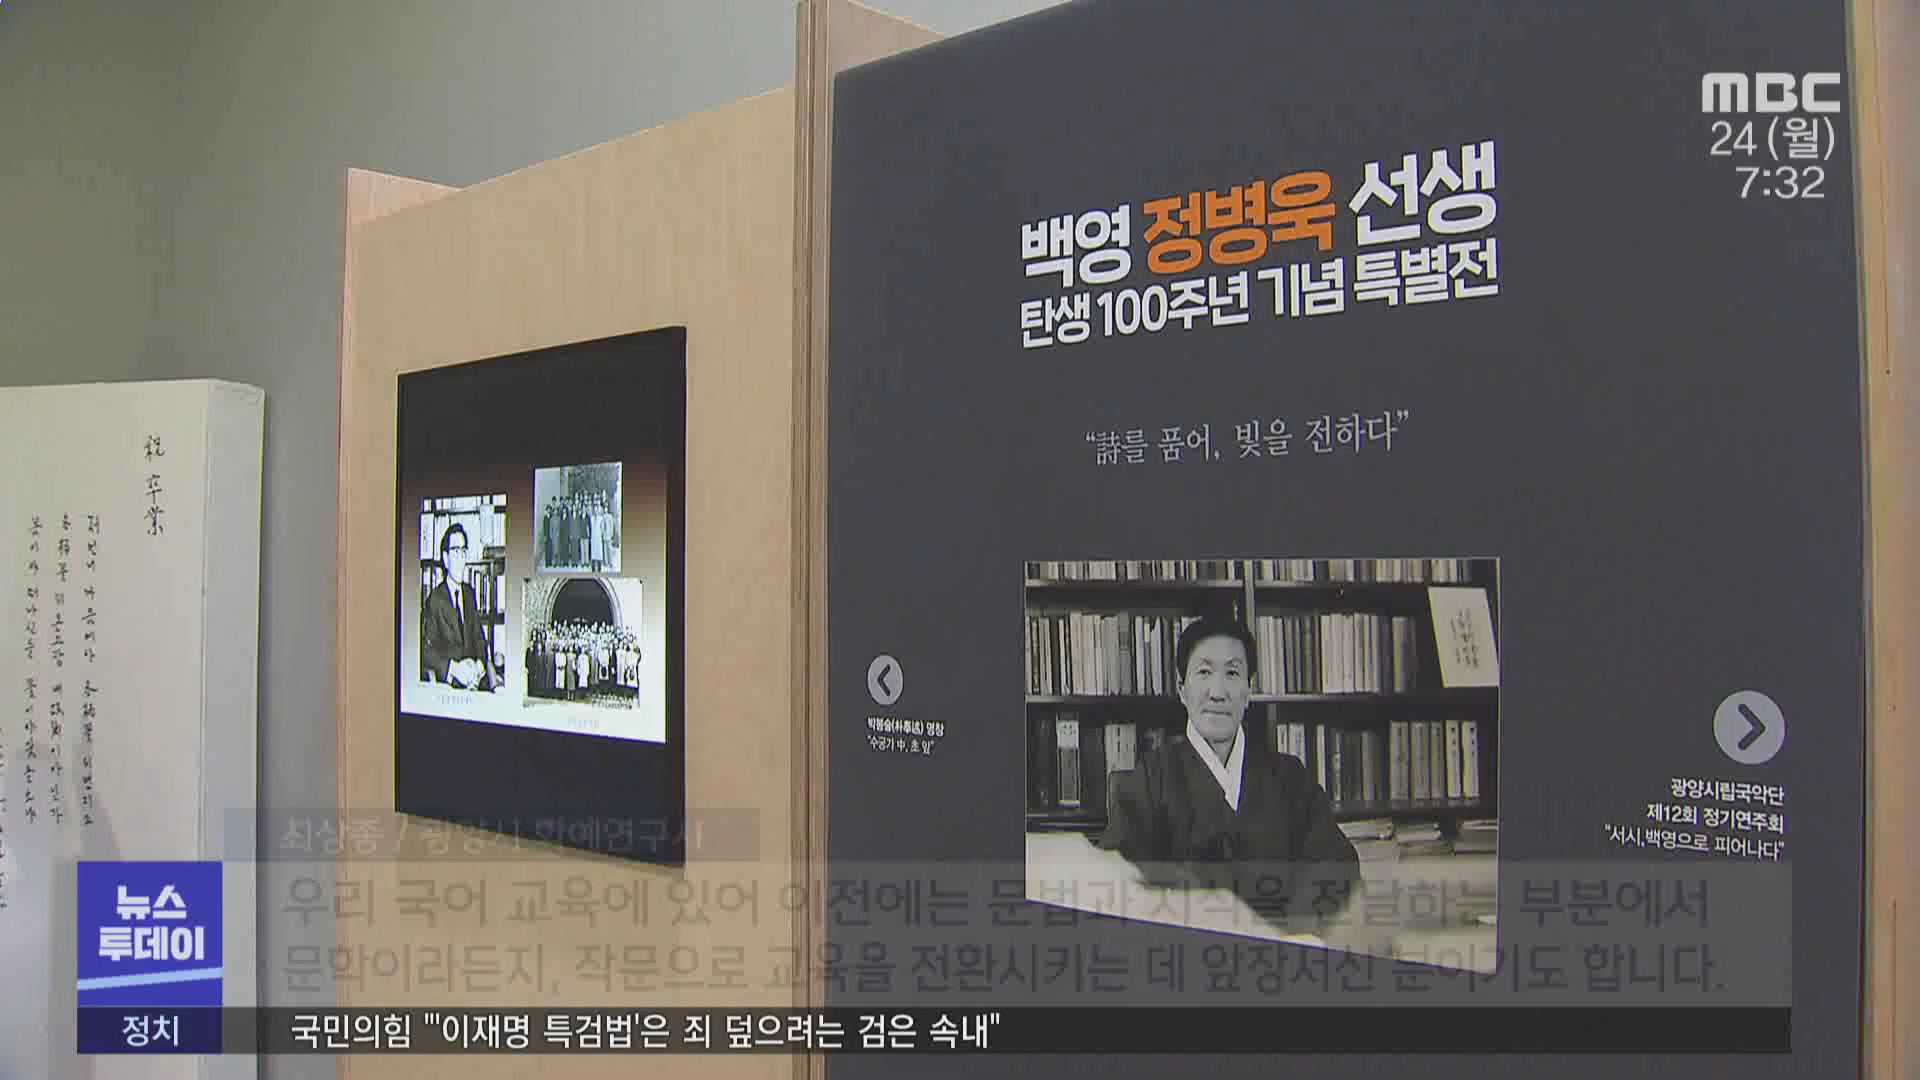 MBC
24(월)
7:32
백영 정병욱 선생
탄생 100주년 기념 특별전
“詩를 품어, 빛을 전하다”
祝 卒業
박봉술(朴奉述) 명창
"수궁가 中, 초 앞"
광양시립국악단
제12회 정기연주회
"서시, 백영으로 피어나다"
최상종 / 광양시 학예연구사
우리 국어 교육에 있어 이전에는 문법과 지식을 전달하는 부분에서
문학이라든지, 작문으로 교육을 전환시키는 데 앞장서신 분이기도 합니다.
뉴스
투데이
정치
국민의힘 "'이재명 특검법'은 죄 덮으려는 검은 속내"